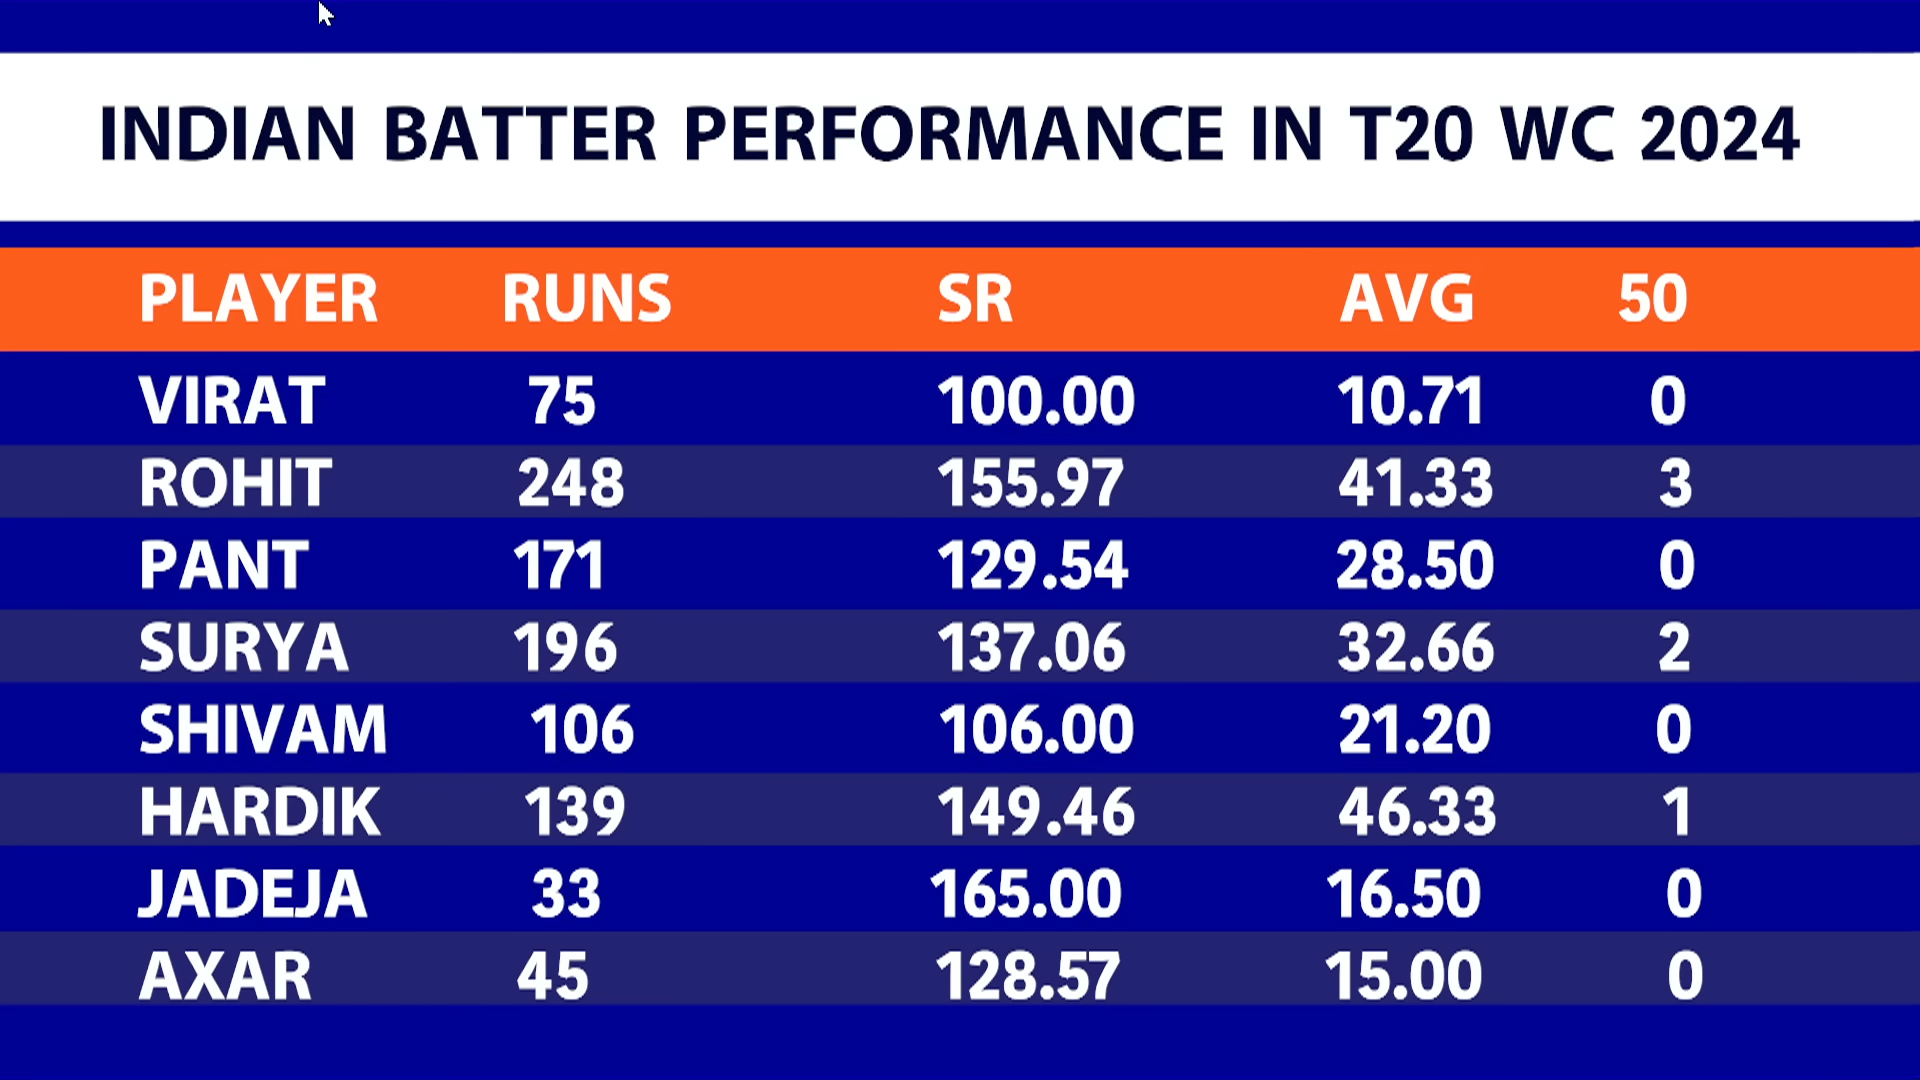 INDIAN BATTER PERFORMANCE IN T20 WC 2024
PLAYER RUNS SR AVG 50
VIRAT 75 100.00 10.71 0
ROHIT 248 155.97 41.33 3
PANT 171 129.54 28.50 0
SURYA 196 137.06 32.66 2
SHIVAM 106 106.00 21.20 0
HARDIK 139 149.46 46.33 1
JADEJA 33 165.00 16.50 0
AXAR 45 128.57 15.00 0